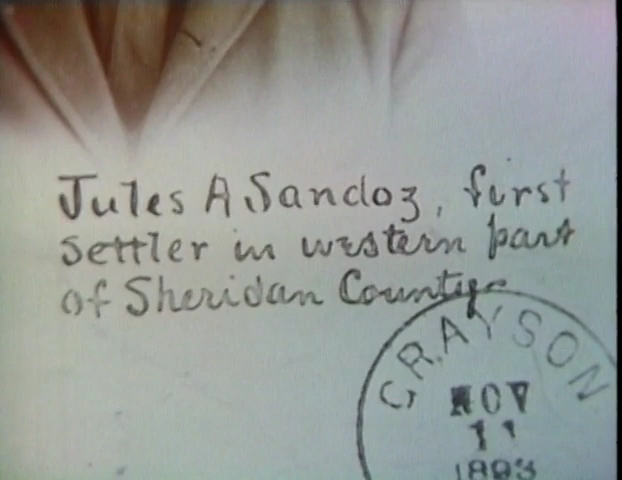 Jules A. Sandoz, first
settler in western part
of Sheridan County
GRAYSON
NOV
11
1893